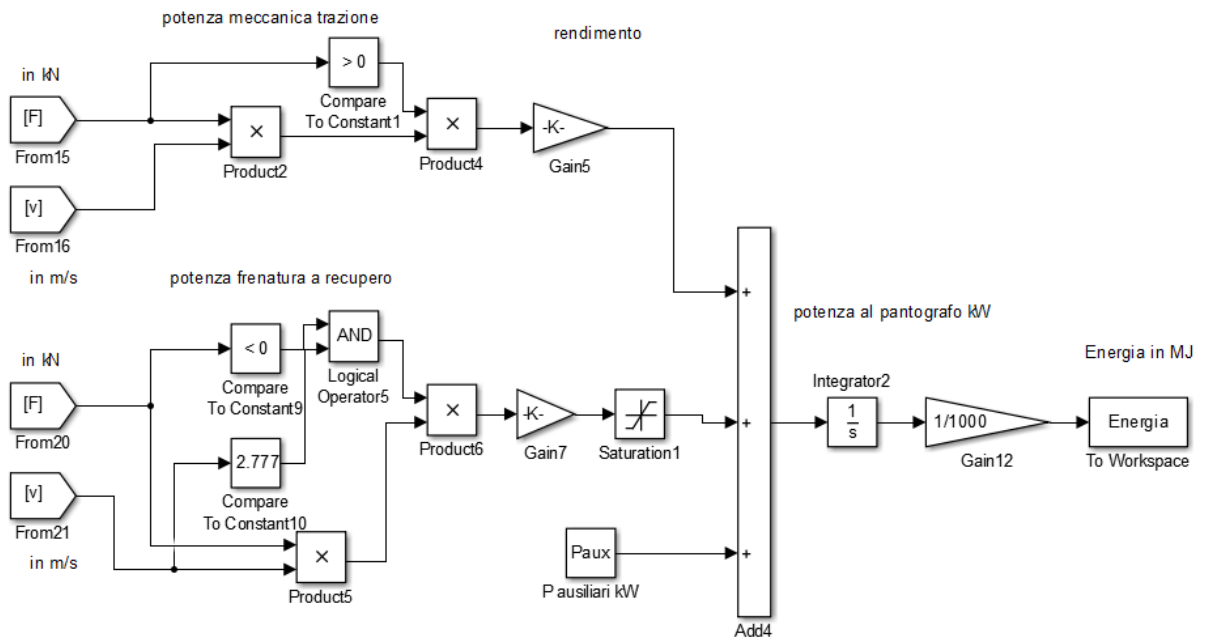 potenza meccanica trazione
rendimento
in kN
> 0
[F]
Compare
To Constant1
×
×
-K-
From15
Product2
Product4
Gain5
[v]
From16
in m/s
potenza frenatura a recupero
+
potenza al pantografo kW
in kN
< 0
AND
Energia in MJ
Compare
To Constant9
Logical
Operator5
Integrator2
[F]
×
-K-
+
1
s
1/1000
Energia
From20
Product6
Gain7
Saturation1
Gain12
To Workspace
2.777
[v]
Compare
To Constant10
From21
in m/s
×
Paux
+
Product5
P ausiliari kW
Add4